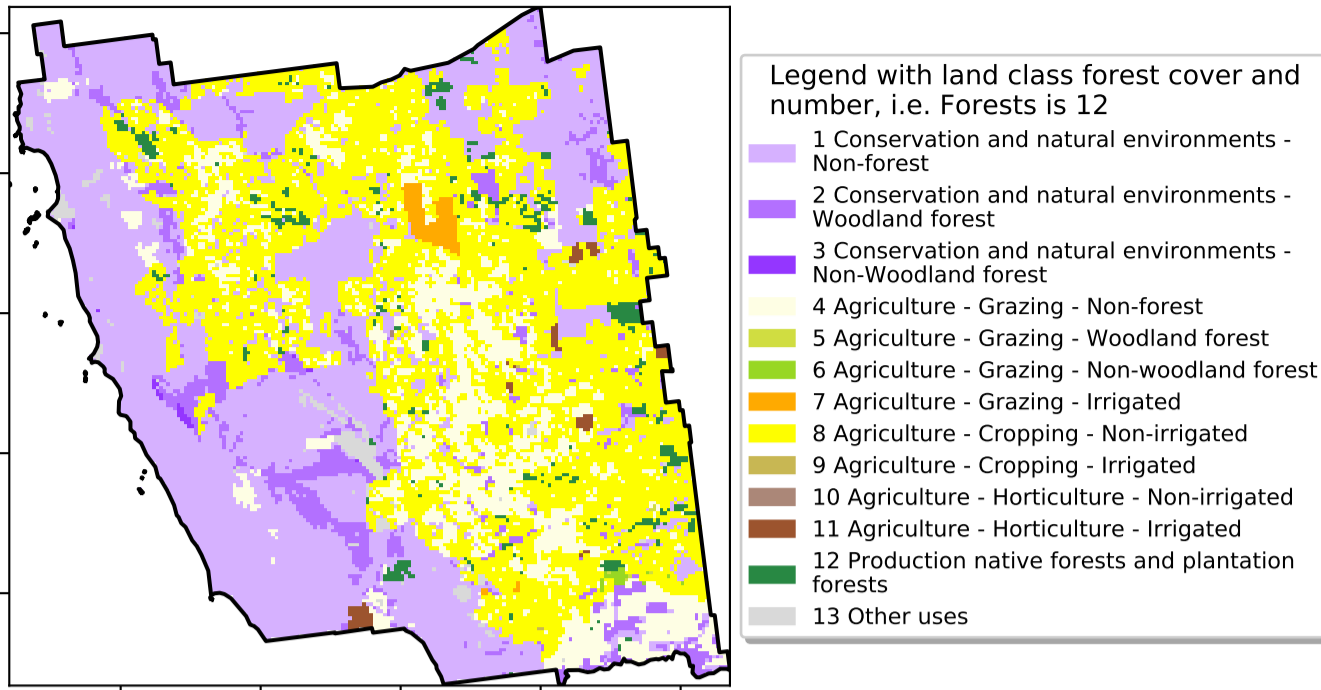 Legend with land class forest cover and
number, i.e. Forests is 12
1 Conservation and natural environments -
Non-forest
2 Conservation and natural environments -
Woodland forest
3 Conservation and natural environments -
Non-Woodland forest
4 Agriculture - Grazing - Non-forest
5 Agriculture - Grazing - Woodland forest
6 Agriculture - Grazing - Non-woodland forest
7 Agriculture - Grazing - Irrigated
8 Agriculture - Cropping - Non-irrigated
9 Agriculture - Cropping - Irrigated
10 Agriculture - Horticulture - Non-irrigated
11 Agriculture - Horticulture - Irrigated
12 Production native forests and plantation
forests
13 Other uses